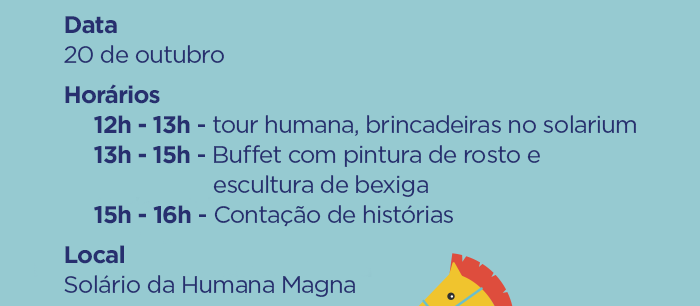 Data
20 de outubro
Horários
12h - 13h - tour humana, brincadeiras no solarium
13h - 15h - Buffet com pintura de rosto e
escultura de bexiga
15h - 16h - Contação de histórias
Local
Solário da Humana Magna